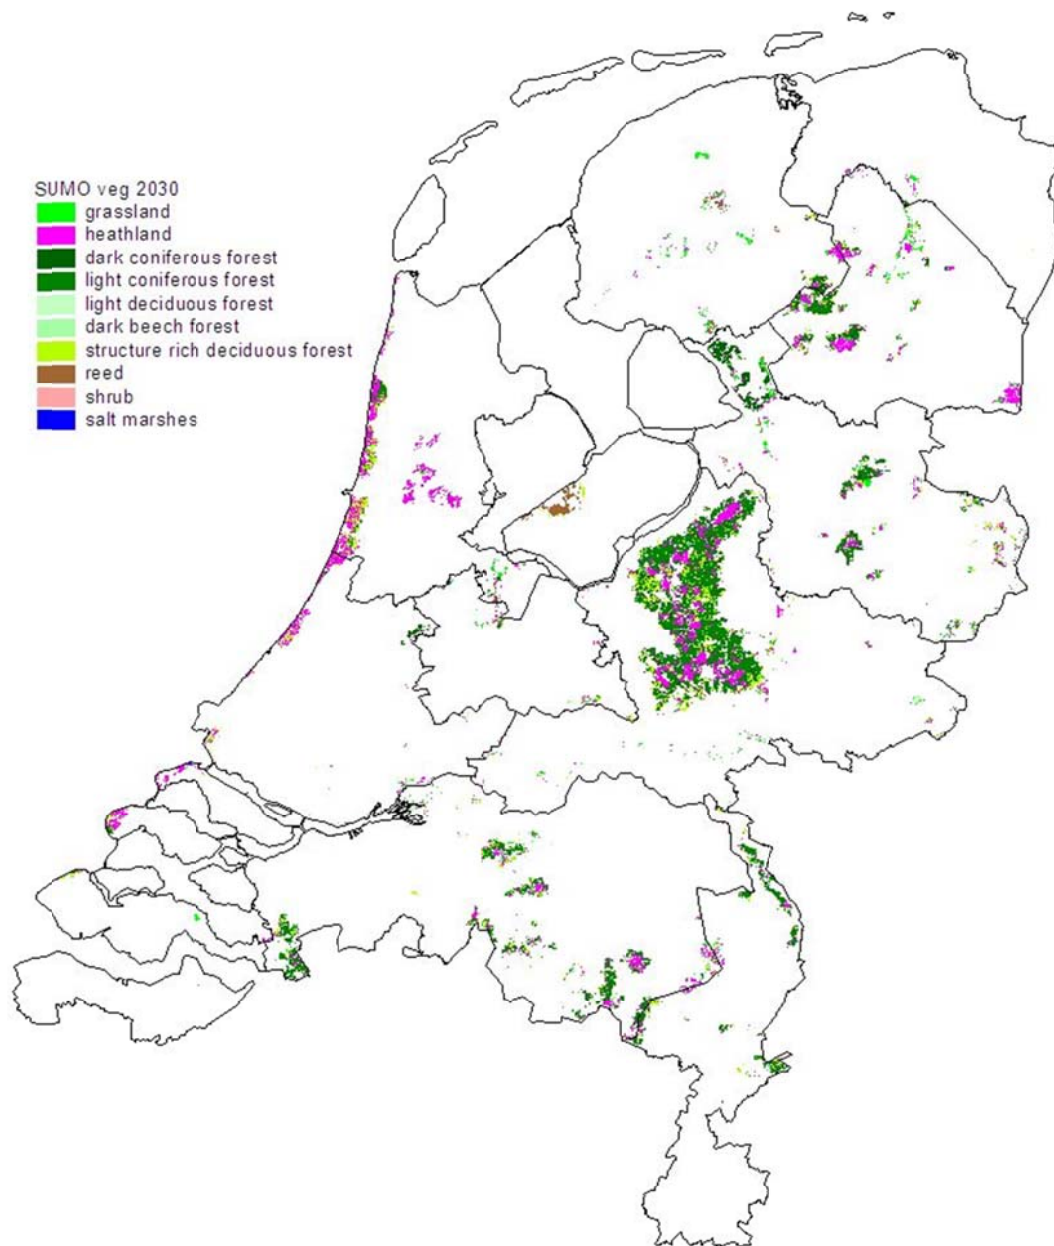 SUMO veg 2030
grassland
heathland
dark coniferous forest
light coniferous forest
light deciduous forest
dark beech forest
structure rich deciduous forest
reed
shrub
salt marshes